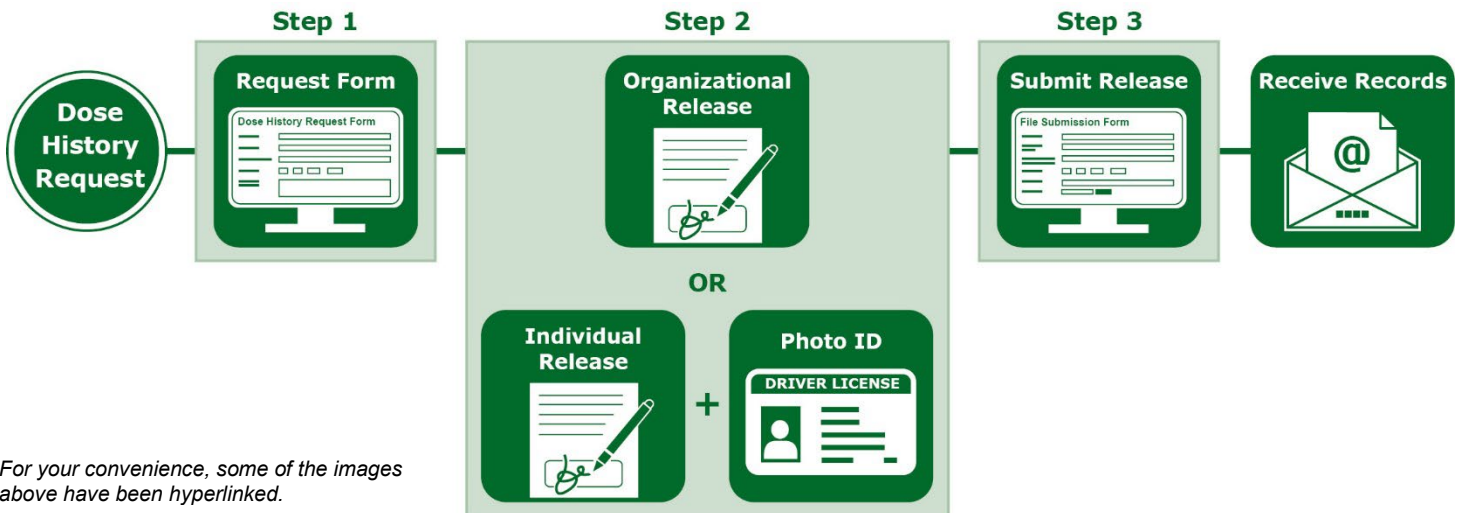 Step 1
Step 2
Step 3
Dose
History
Request
Request Form
Dose History Request Form
Organizational
Release
Submit Release
File Submission Form
Receive Records
@
OR
Individual
Release
+
Photo ID
DRIVER LICENSE
For your convenience, some of the images
above have been hyperlinked.